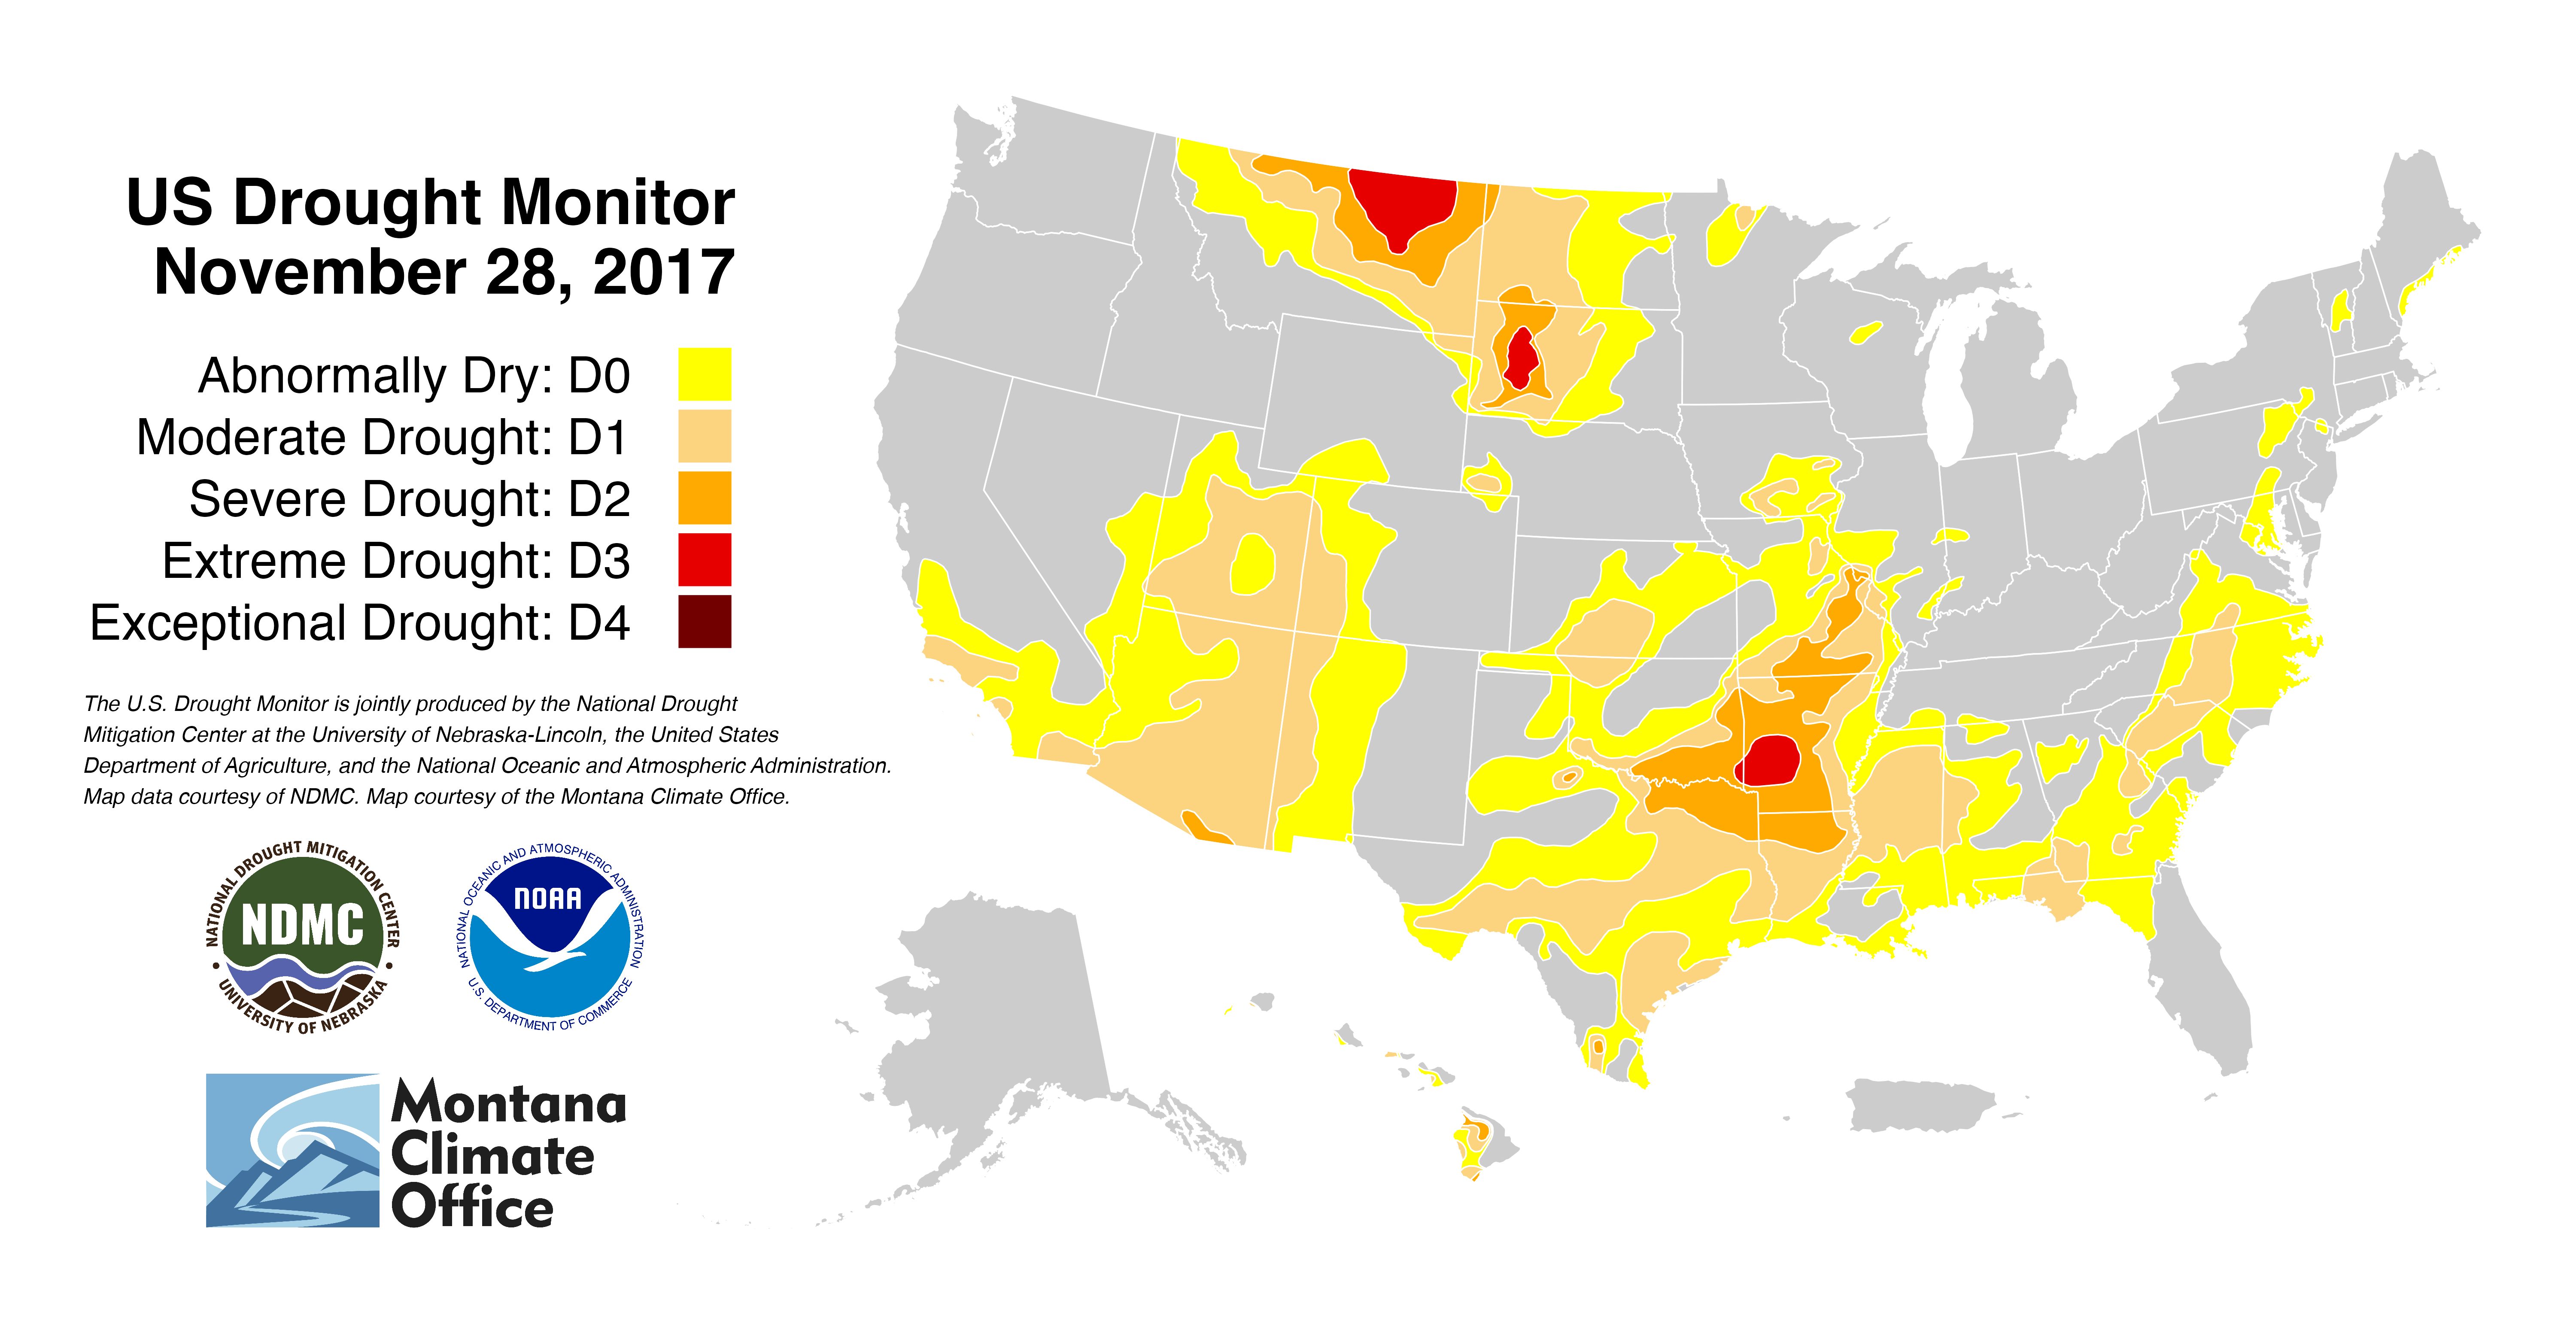 US Drought Monitor
November 28, 2017
Abnormally Dry: D0
Moderate Drought: D1
Severe Drought: D2
Extreme Drought: D3
Exceptional Drought: D4
The U.S. Drought Monitor is jointly produced by the National Drought
Mitigation Center at the University of Nebraska-Lincoln, the United States
Department of Agriculture, and the National Oceanic and Atmospheric Administration.
Map data courtesy of NDMC. Map courtesy of the Montana Climate Office.
NATIONAL DROUGHT MITIGATION CENTER
NDMC
UNIVERSITY OF NEBRASKA
NATIONAL OCEANIC AND ATMOSPHERIC ADMINISTRATION
NOAA
U.S. DEPARTMENT OF COMMERCE
Montana
Climate
Office